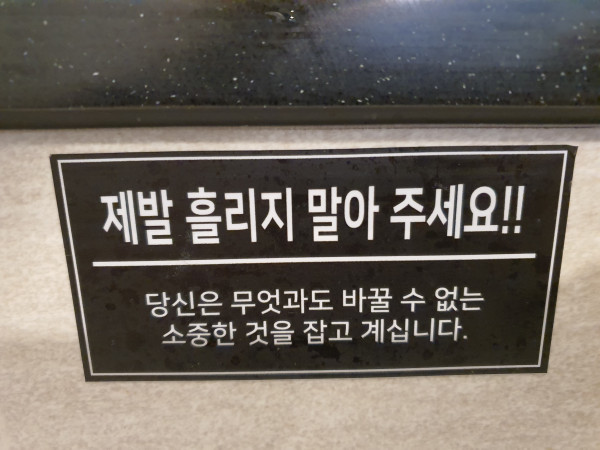 제발 흘리지 말아 주세요!!
당신은 무엇과도 바꿀 수 없는
소중한 것을 잡고 계십니다.